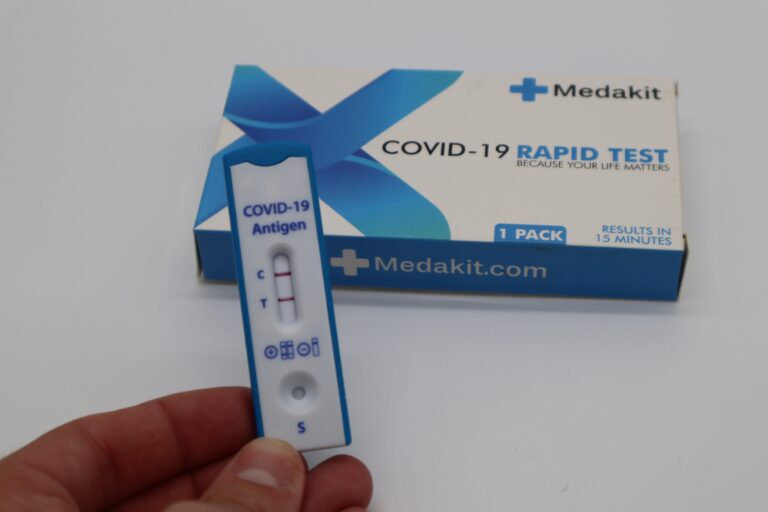 Medakit
COVID-19 RAPID TEST
BECAUSE YOUR LIFE MATTERS
1 PACK
RESULTS IN
15 MINUTES
Medakit.com
COVID-19
Antigen
C
T
S